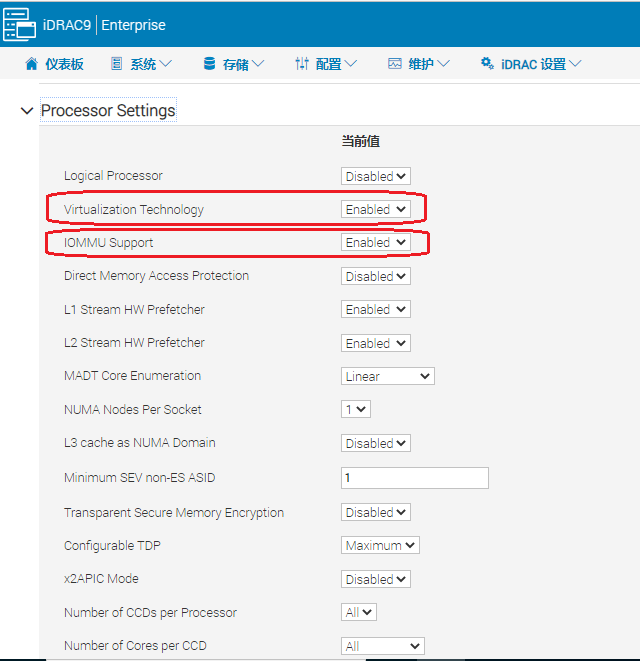 iDRAC9 | Enterprise
仪表板 系统 存储 配置 维护 iDRAC 设置
Processor Settings
当前值
Logical Processor Disabled
Virtualization Technology Enabled
IOMMU Support Enabled
Direct Memory Access Protection Disabled
L1 Stream HW Prefetcher Enabled
L2 Stream HW Prefetcher Enabled
MADT Core Enumeration Linear
NUMA Nodes Per Socket 1
L3 cache as NUMA Domain Disabled
Minimum SEV non-ES ASID 1
Transparent Secure Memory Encryption Disabled
Configurable TDP Maximum
x2APIC Mode Disabled
Number of CCDs per Processor All
Number of Cores per CCD All